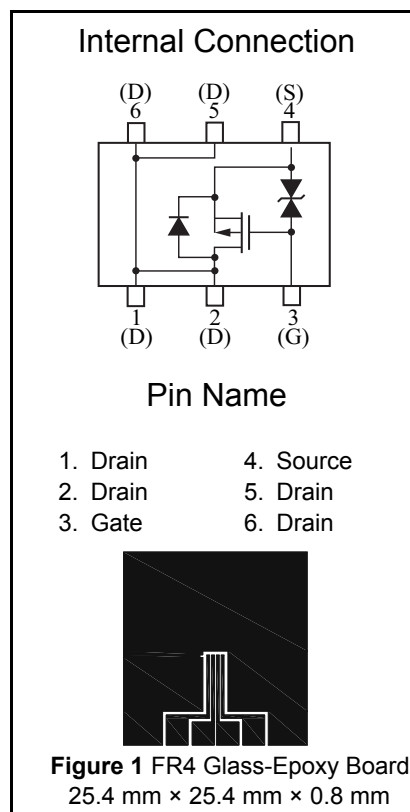 Internal Connection
(D) (D) (S)
6 5 4
1 2 3
(D) (D) (G)
Pin Name
1. Drain
2. Drain
3. Gate
4. Source
5. Drain
6. Drain
Figure 1 FR4 Glass-Epoxy Board
25.4 mm × 25.4 mm × 0.8 mm